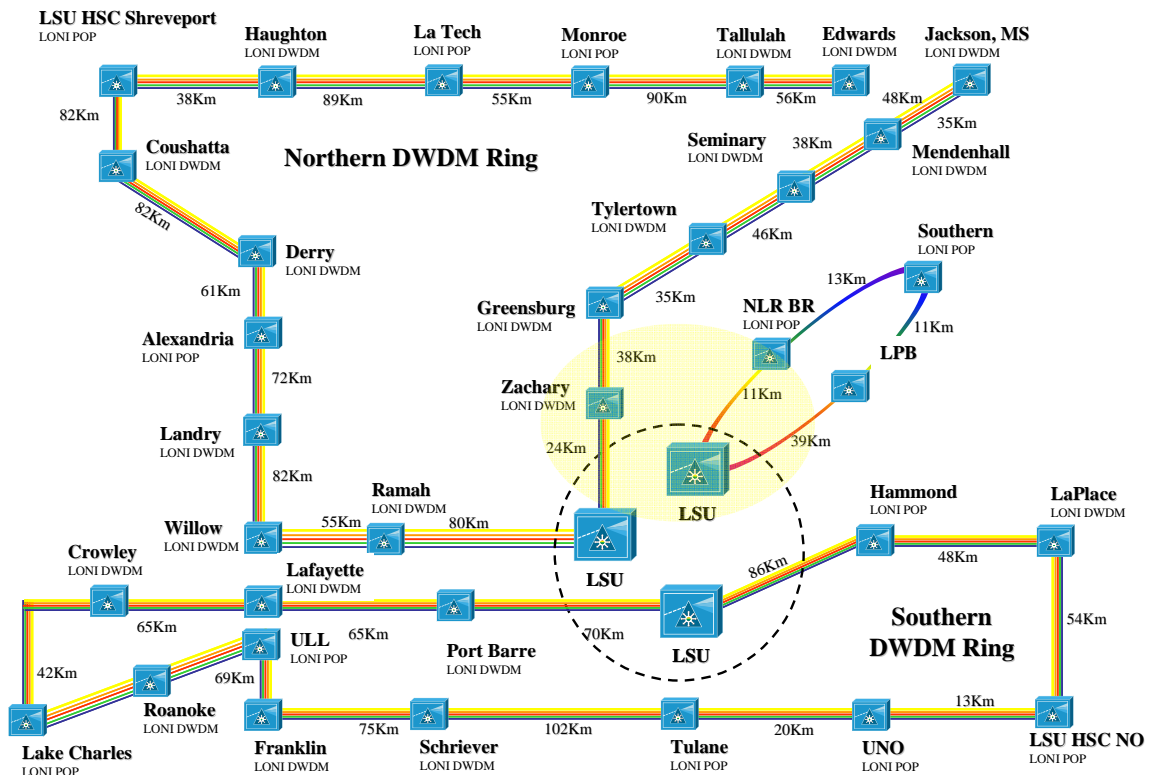 LSU HSC Shreveport
LONI POP
Haughton
LONI DWDM
La Tech
LONI POP
Monroe
LONI POP
Tallulah
LONI DWDM
Edwards
LONI DWDM
Jackson, MS
LONI DWDM
38Km
89Km
55Km
90Km
56Km
48Km
35Km
82Km
Coushatta
LONI DWDM
Northern DWDM Ring
Seminary
LONI DWDM
38Km
Mendenhall
LONI DWDM
82Km
Tylertown
LONI DWDM
46Km
Derry
LONI DWDM
61Km
35Km
Southern
LONI POP
13Km
Greensburg
LONI DWDM
NLR BR
LONI POP
11Km
Alexandria
LONI POP
LPB
38Km
72Km
Zachary
LONI DWDM
11Km
Landry
LONI DWDM
24Km
39Km
82Km
Ramah
LONI DWDM
LSU
Hammond
LONI POP
LaPlace
LONI DWDM
Willow
LONI DWDM
55Km
80Km
48Km
Crowley
LONI DWDM
LSU
86Km
Lafayette
LONI DWDM
65Km
65Km
70Km
Southern
DWDM Ring
54Km
ULL
LONI POP
Port Barre
LONI DWDM
LSU
42Km
69Km
Roanoke
LONI DWDM
75Km
102Km
20Km
13Km
Lake Charles
LONI POP
Franklin
LONI DWDM
Schriever
LONI DWDM
Tulane
LONI POP
UNO
LONI POP
LSU HSC NO
LONI POP